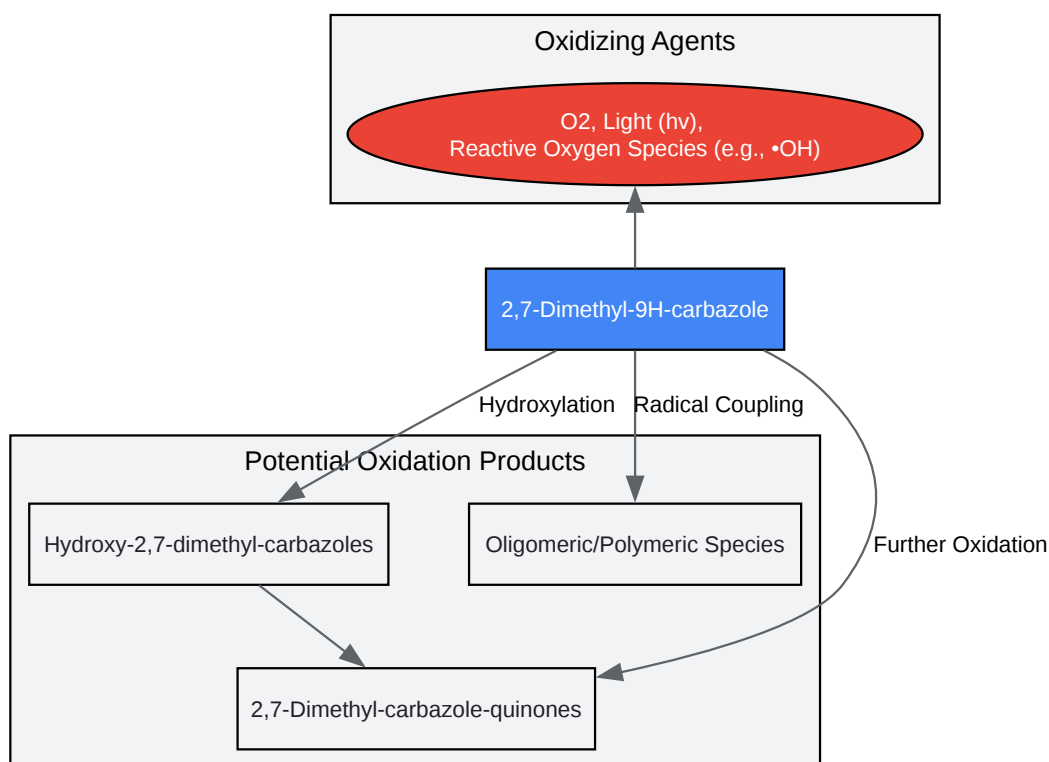 Oxidizing Agents
O2, Light (hv),
Reactive Oxygen Species (e.g., •OH)
2,7-Dimethyl-9H-carbazole
Hydroxylation
Radical Coupling
Potential Oxidation Products
Hydroxy-2,7-dimethyl-carbazoles
Oligomeric/Polymeric Species
Further Oxidation
2,7-Dimethyl-carbazole-quinones